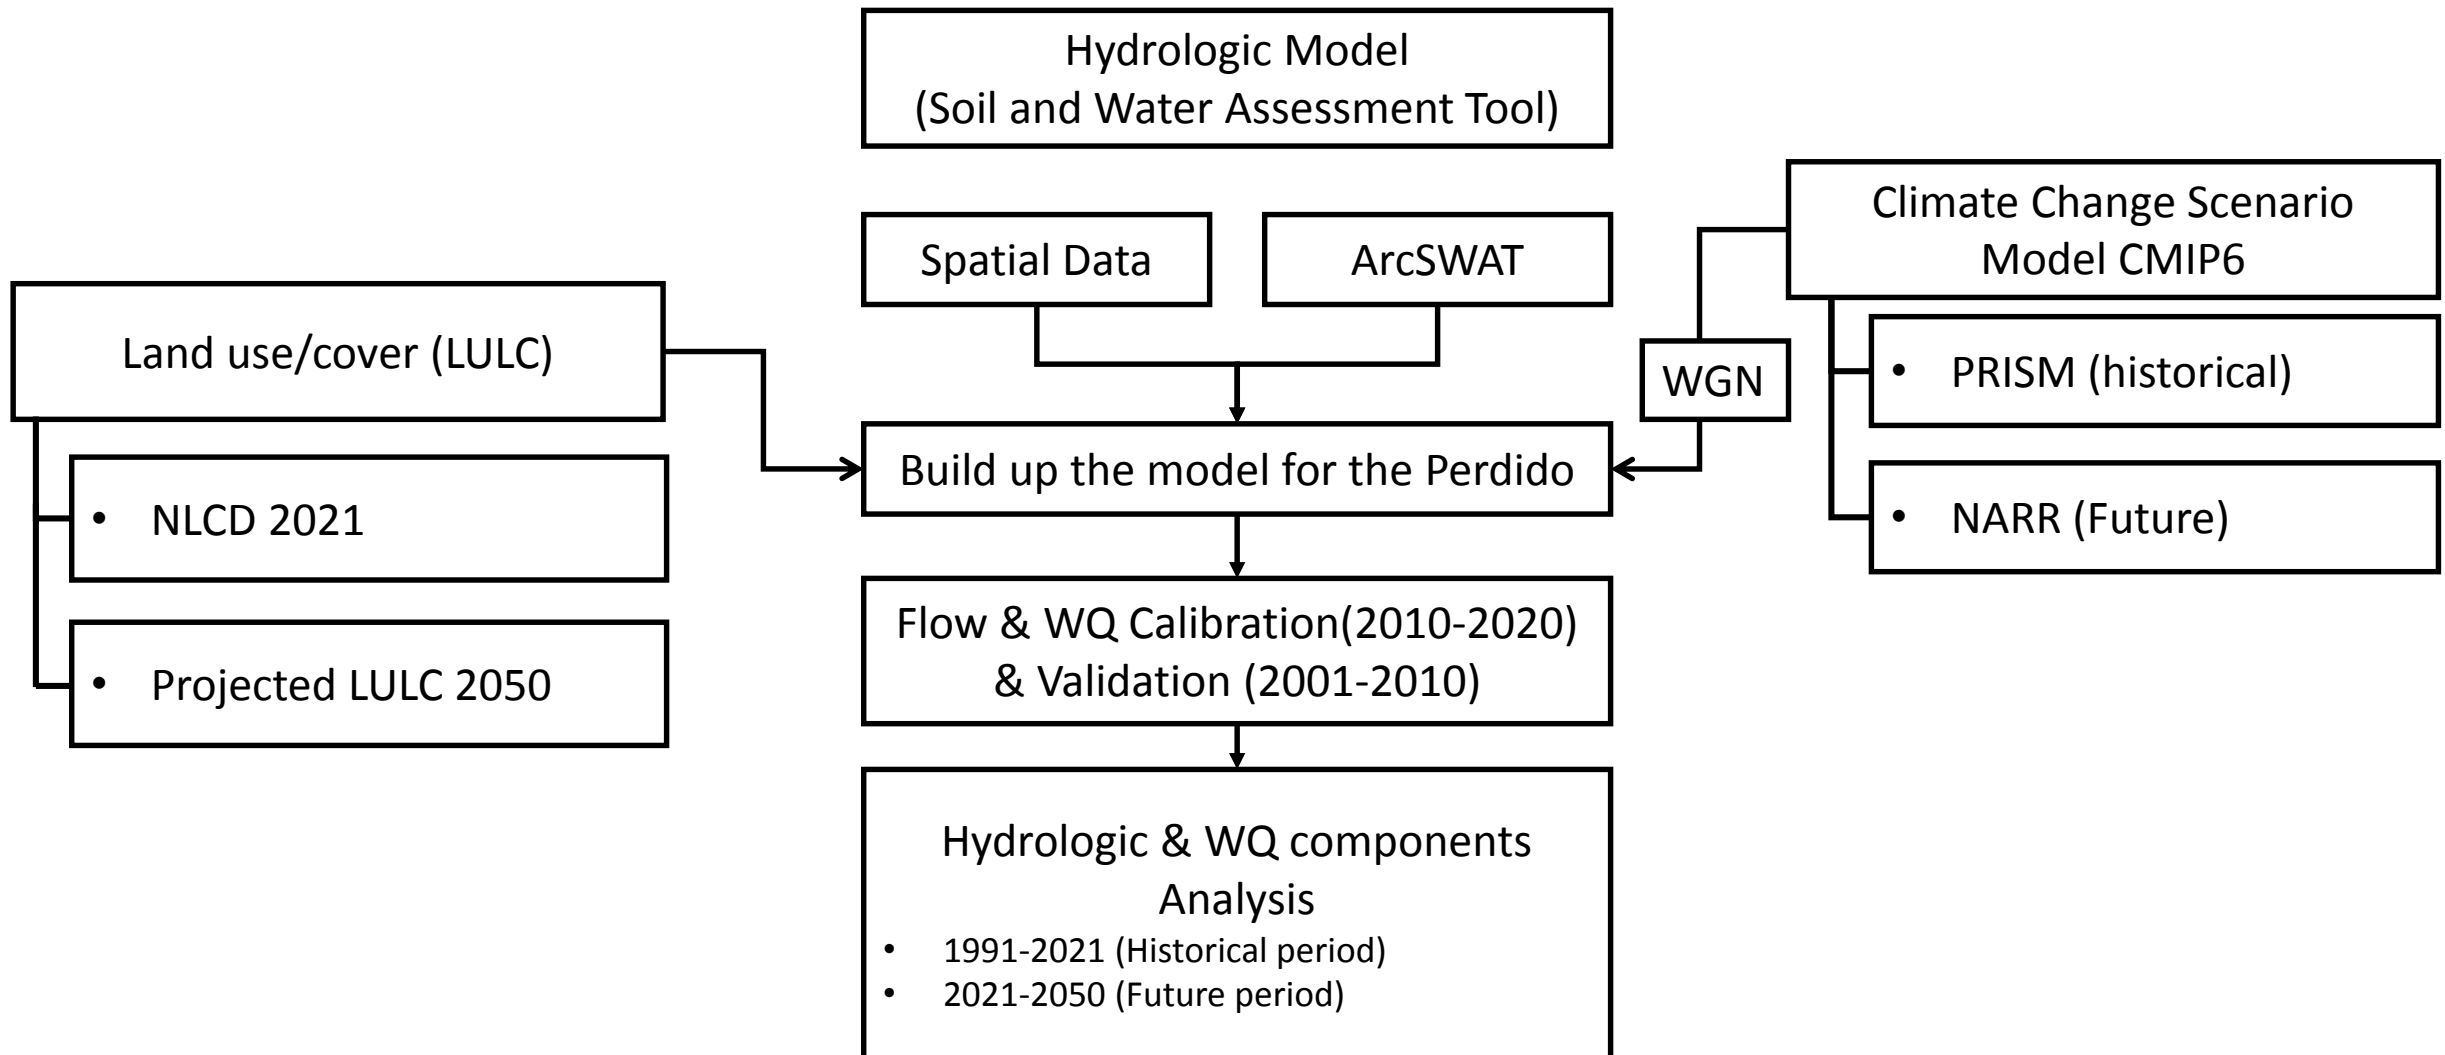 Hydrologic Model
(Soil and Water Assessment Tool)
Spatial Data
ArcSWAT
Climate Change Scenario
Model CMIP6
Land use/cover (LULC)
WGN
• PRISM (historical)
Build up the model for the Perdido
• NLCD 2021
• NARR (Future)
Flow & WQ Calibration(2010-2020)
& Validation (2001-2010)
• Projected LULC 2050
Hydrologic & WQ components
Analysis
• 1991-2021 (Historical period)
• 2021-2050 (Future period)